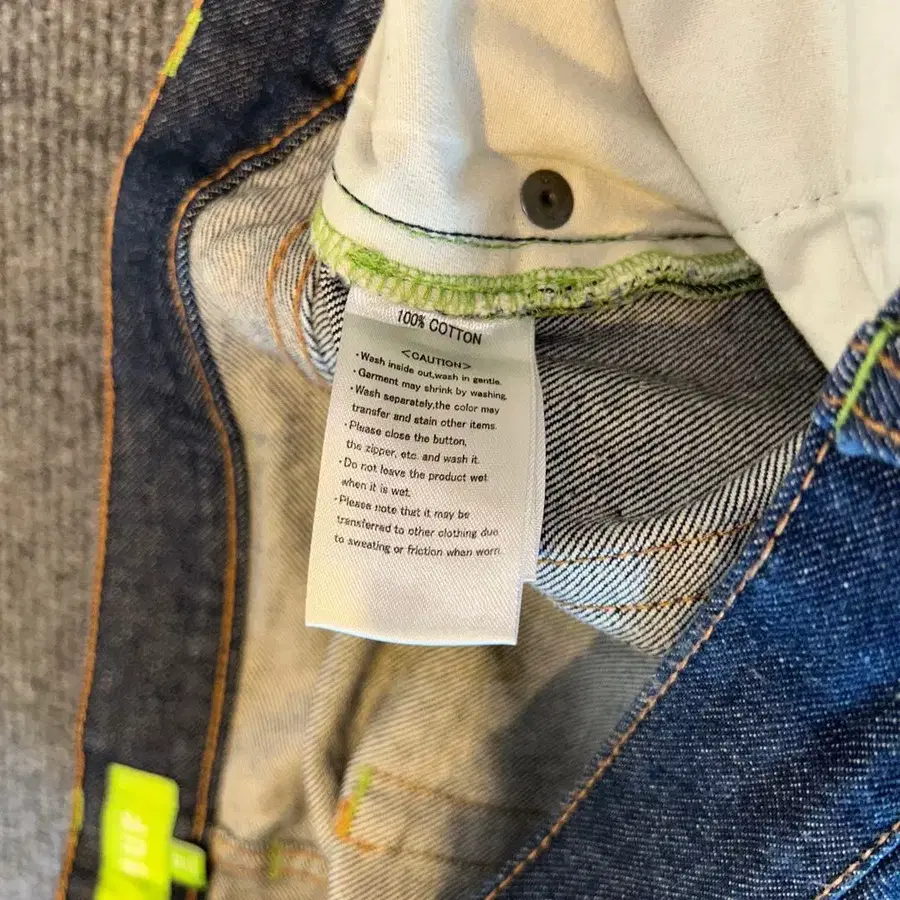 100% COTTON
<CAUTION>
・Wash inside out,wash in gentle.
・Garment may shrink by washing.
・Wash separately,the color may
transfer and stain other items.
・Please close the button,
the zipper, etc. and wash it.
・Do not leave the product wet
when it is wet.
・Please note that it may be
transferred to other clothing due
to sweating or friction when worn.